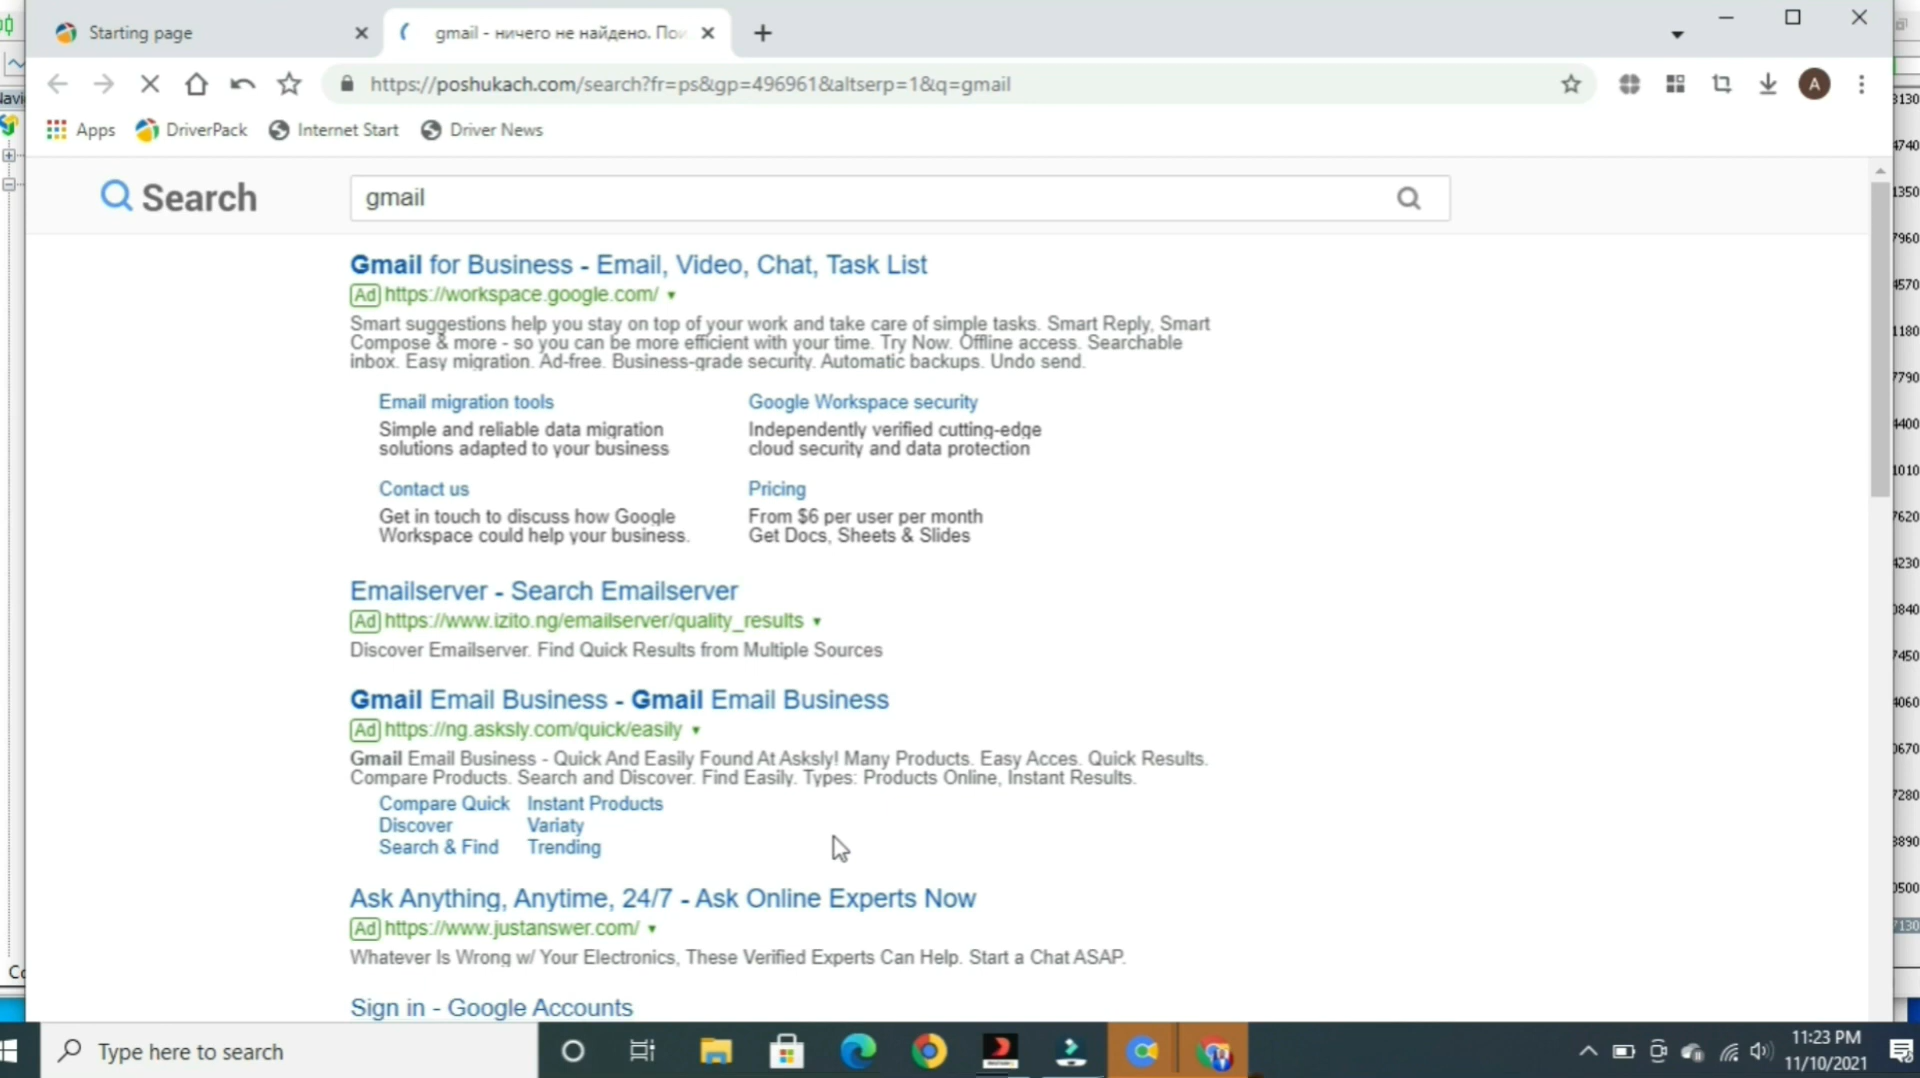 Starting page
gmail - ничего не найдено. Пои
https://poshukach.com/search?fr=ps&gp=496961&altserp=1&q=gmail
A
Apps
DriverPack
Internet Start
Driver News
Search
gmail
Gmail for Business - Email, Video, Chat, Task List
Ad https://workspace.google.com/
Smart suggestions help you stay on top of your work and take care of simple tasks. Smart Reply, Smart
Compose & more - so you can be more efficient with your time. Try Now. Offline access. Searchable
inbox. Easy migration. Ad-free. Business-grade security. Automatic backups. Undo send.
Email migration tools
Simple and reliable data migration
solutions adapted to your business
Google Workspace security
Independently verified cutting-edge
cloud security and data protection
Contact us
Get in touch to discuss how Google
Workspace could help your business.
Pricing
From $6 per user per month
Get Docs, Sheets & Slides
Emailserver - Search Emailserver
Ad https://www.izito.ng/emailserver/quality_results
Discover Emailserver. Find Quick Results from Multiple Sources
Gmail Email Business - Gmail Email Business
Ad https://ng.asksly.com/quick/easily
Gmail Email Business - Quick And Easily Found At Asksly! Many Products. Easy Acces. Quick Results.
Compare Products. Search and Discover. Find Easily. Types: Products Online, Instant Results.
Compare Quick Instant Products
Discover Variaty
Search & Find Trending
Ask Anything, Anytime, 24/7 - Ask Online Experts Now
Ad https://www.justanswer.com/
Whatever Is Wrong w/ Your Electronics, These Verified Experts Can Help. Start a Chat ASAP.
Sign in - Google Accounts
Type here to search
11:23 PM
11/10/2021